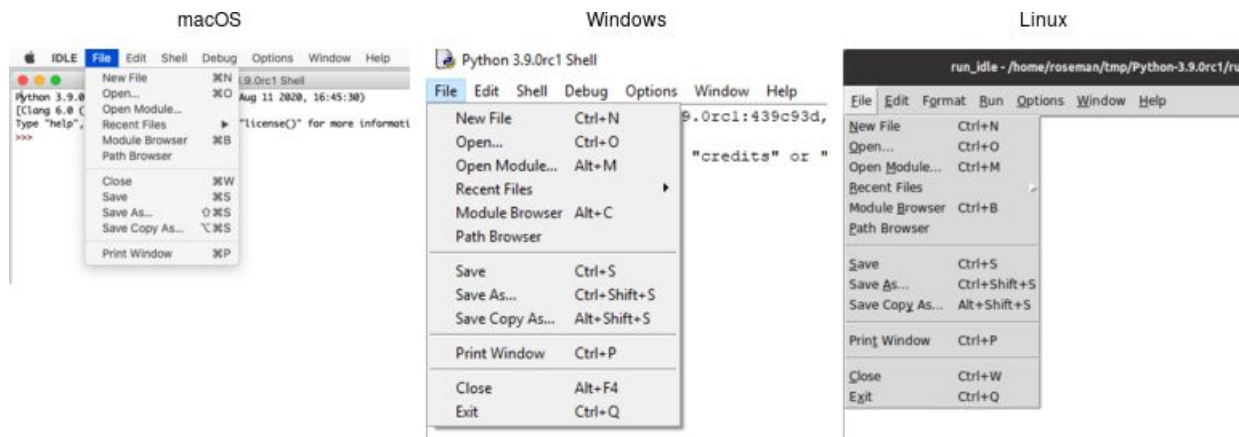 macOS
Windows
Linux
IDLE File Edit Shell Debug Options Window Help
New File ⌘N
Open... ⌘O
Open Module...
Recent Files ▶
Module Browser ⌘B
Path Browser
Close ⌘W
Save ⌘S
Save As... ⇧⌘S
Save Copy As... ⌥⌘S
Print Window ⌘P
.9.0rc1 Shell
Python 3.9.0 Aug 11 2020, 16:45:30)
[Clang 6.0 (
Type "help", "license()" for more informati
>>>
Python 3.9.0rc1 Shell
File Edit Shell Debug Options Window Help
New File Ctrl+N
Open... Ctrl+O
Open Module... Alt+M
Recent Files
Module Browser Alt+C
Path Browser
Save Ctrl+S
Save As... Ctrl+Shift+S
Save Copy As... Alt+Shift+S
Print Window Ctrl+P
Close Alt+F4
Exit Ctrl+Q
9.0rc1:439c93d,
"credits" or "
run_idle - /home/roseman/tmp/Python-3.9.0rc1/ru
File Edit Format Run Options Window Help
New File Ctrl+N
Open... Ctrl+O
Open Module... Ctrl+M
Recent Files
Module Browser Ctrl+B
Path Browser
Save Ctrl+S
Save As... Ctrl+Shift+S
Save Copy As... Alt+Shift+S
Print Window Ctrl+P
Close Ctrl+W
Exit Ctrl+Q